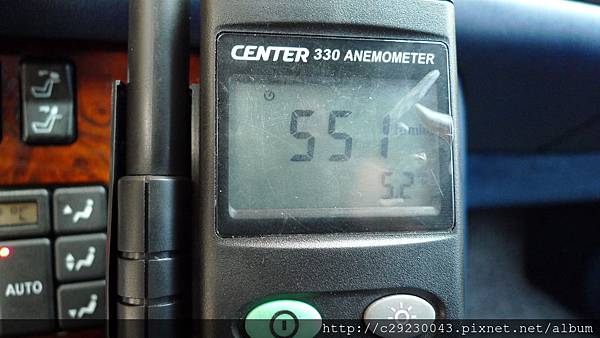 CENTER 330 ANEMOMETER
551
5.2
°C
AUTO
http://c29230043.pixnet.net/album